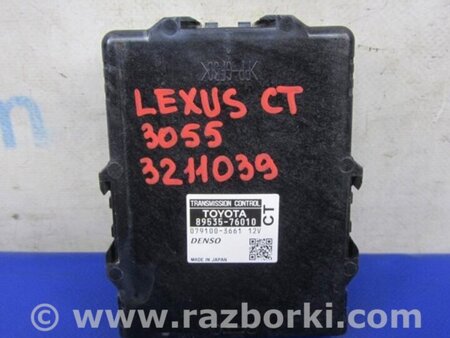 LEXUS CT
3055
3211039
TRANSMISSION CONTROL
TOYOTA
89535-76010
079100-3661 12V
DENSO
MADE IN JAPAN
CT
www.razborki.com